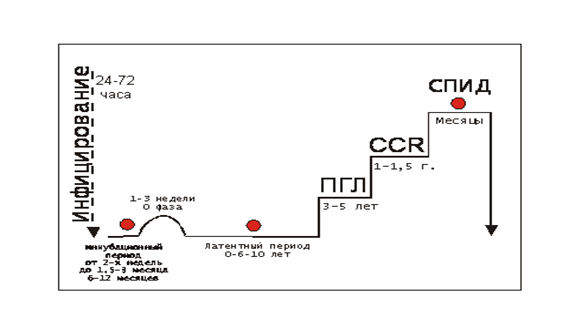 Инфицирование
24-72
часа
1-3 недели
0 фаза
инкубационный
период
от 2-х недель
до 1,5-3 месяца
6-12 месяцев
Латентный период
0-6-10 лет
ПГЛ
3-5 лет
ССR
1-1,5 г.
СПИД
Месяцы